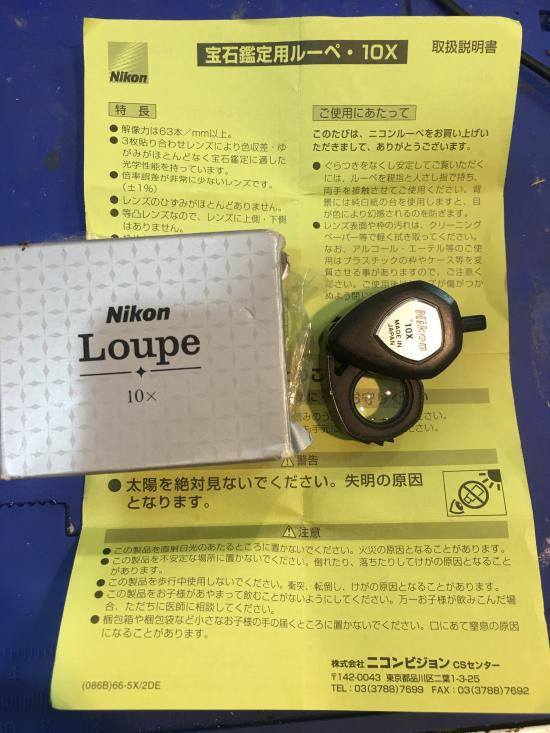 Nikon
宝石鑑定用ルーペ・10X
取扱説明書
特長
● 解像力は63本／mm以上。
● 3枚貼り合わせレンズにより色収差・ゆ
がみがほとんどなく宝石鑑定に適した
光学性能を持っています。
● 倍率誤差が非常に少ないレンズです。
（±1％）
● レンズのひずみがほとんどありません。
● 等凸レンズなので、レンズに上側・下側
はありません。
ご使用にあたって
このたびは、ニコンルーペをお買い上げい
ただきまして、ありがとうございます。
● ぐらつきをなくし安定してご覧いただく
には、ルーペを親指と人さし指で持ち、
両手を接触させてご使用ください。背
景には純白紙の台を使用しますと、目
が色により幻惑されるのを防ぎます。
● レンズ表面や枠の汚れは、クリーニング
ペーパー等で軽く拭き取ってください。
なお、アルコール・エーテル等のご使
用はプラスチックの枠やケース等を変
質させる事がありますので、ご注意く
ださい。
Nikon
Loupe
10×
Nikon
10X
MADE IN
JAPAN
⚠警告
● 太陽を絶対見ないでください。失明の原因
となります。
⚠注意
● この製品を直射日光のあたるところに置かないでください。火災の原因となることがあります。
● この製品を不安定な場所に置かないでください。倒れたり、落ちたりしてけがの原因となること
があります。
● この製品を歩行中使用しないでください。衝突、転倒し、けがの原因となることがあります。
● この製品をお子様があやまって飲むことがないようにしてください。万一お子様が飲みこんだ場
合、ただちに医師に相談してください。
● 梱包箱や梱包袋など小さなお子様の手の届くところに置かないでください。口にあてて窒息の原因
になることがあります。
株式会社 ニコンビジョン CSセンター
〒142-0043 東京都品川区二葉1-3-25
TEL：03(3788)7699 FAX：03(3788)7692
(086B)66-5X/2DE